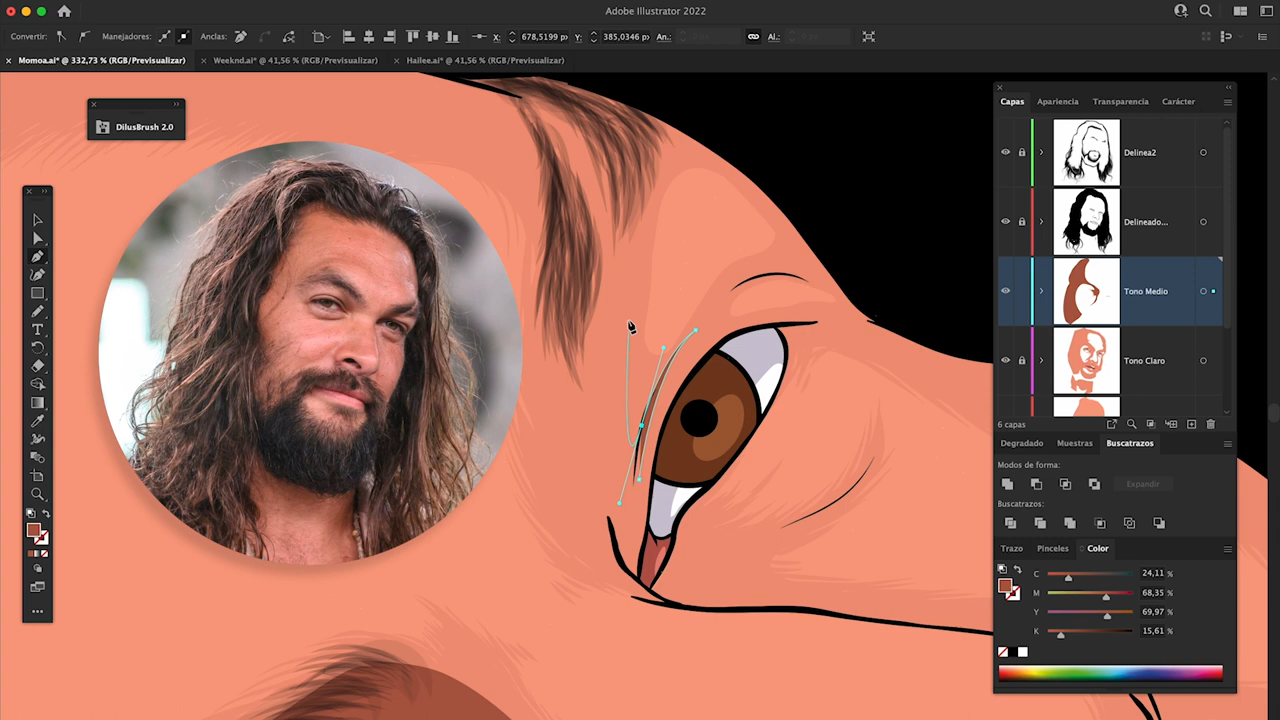 Adobe Illustrator 2022
Convertir: Manejadores: Anclas: X: 678,5199 px Y: 385,0346 px An.: Al.:
Momoa.ai* @ 332,73 % (RGB/Previsualizar) Weeknd.ai* @ 41,56 % (RGB/Previsualizar) Hailee.ai* @ 41,56 % (RGB/Previsualizar)
DilusBrush 2.0
Capas Apariencia Transparencia Carácter
Delinea2
Delineado...
Tono Medio
Tono Claro
6 capas
Degradado Muestras Buscatrazos
Modos de forma:
Expandir
Buscatrazos:
Trazo Pinceles Color
C 24,11 %
M 68,35 %
Y 69,97 %
K 15,61 %